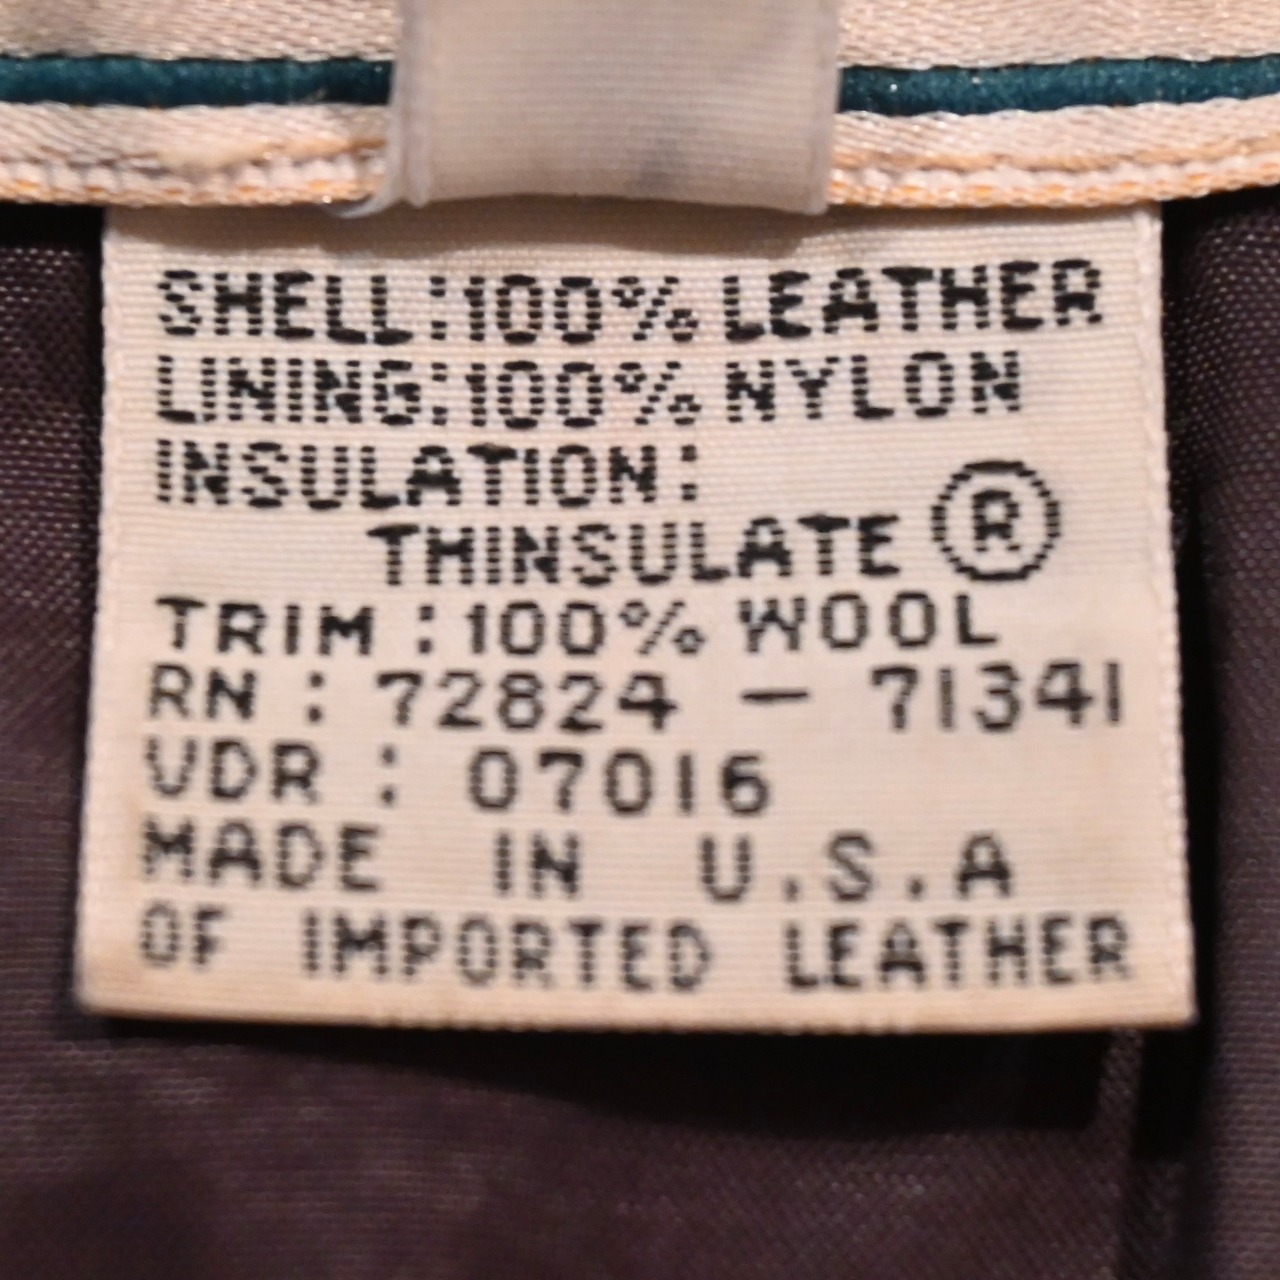 SHELL:100% LEATHER
LINING:100% NYLON
INSULATION:
THINSULATE ®
TRIM:100% WOOL
RN: 72824 - 71341
VDR: 07016
MADE IN U.S.A
OF IMPORTED LEATHER